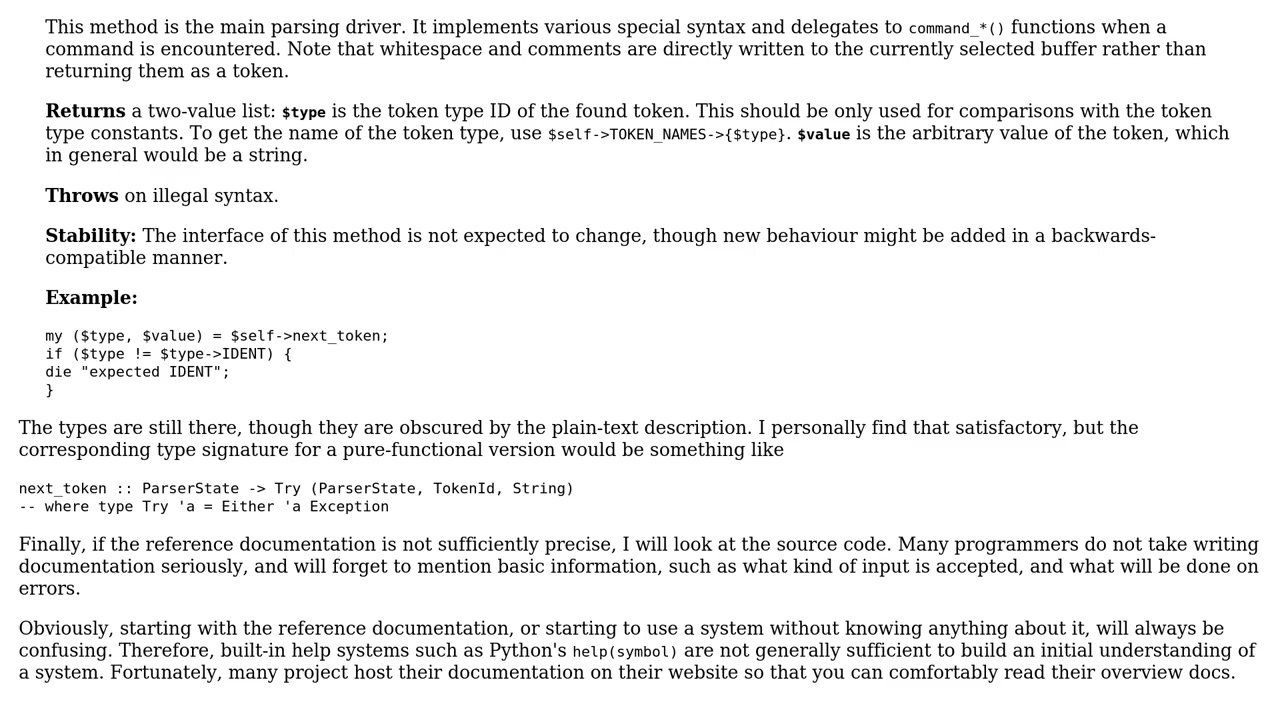 This method is the main parsing driver. It implements various special syntax and delegates to command_*() functions when a
command is encountered. Note that whitespace and comments are directly written to the currently selected buffer rather than
returning them as a token.
Returns a two-value list: $type is the token type ID of the found token. This should be only used for comparisons with the token
type constants. To get the name of the token type, use $self->TOKEN_NAMES->{$type}. $value is the arbitrary value of the token, which
in general would be a string.
Throws on illegal syntax.
Stability: The interface of this method is not expected to change, though new behaviour might be added in a backwards-
compatible manner.
Example:
my ($type, $value) = $self->next_token;
if ($type != $type->IDENT) {
die "expected IDENT";
}
The types are still there, though they are obscured by the plain-text description. I personally find that satisfactory, but the
corresponding type signature for a pure-functional version would be something like
next_token :: ParserState -> Try (ParserState, TokenId, String)
-- where type Try 'a = Either 'a Exception
Finally, if the reference documentation is not sufficiently precise, I will look at the source code. Many programmers do not take writing
documentation seriously, and will forget to mention basic information, such as what kind of input is accepted, and what will be done on
errors.
Obviously, starting with the reference documentation, or starting to use a system without knowing anything about it, will always be
confusing. Therefore, built-in help systems such as Python's help(symbol) are not generally sufficient to build an initial understanding of
a system. Fortunately, many project host their documentation on their website so that you can comfortably read their overview docs.